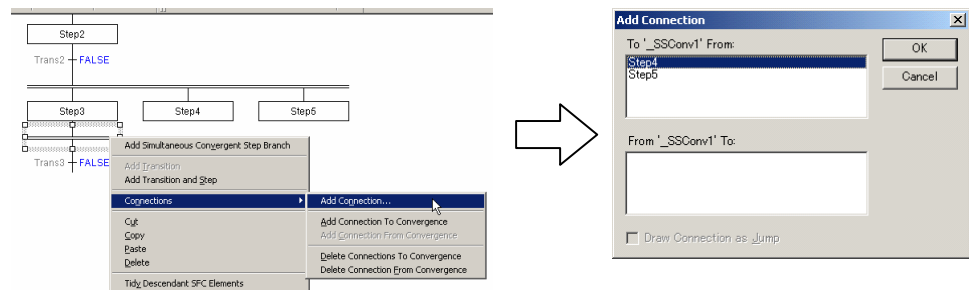 Step2
Trans2 FALSE
Step3 Step4 Step5
Trans3 FALSE
Add Simultaneous Convergent Step Branch
Add Transition
Add Transition and Step
Connections
Cut
Copy
Paste
Delete
Tidy Descendant SFC Elements
Add Connection...
Add Connection To Convergence
Add Connection From Convergence
Delete Connections To Convergence
Delete Connection From Convergence
Add Connection
To '_SSConv1' From:
Step4
Step5
OK
Cancel
From '_SSConv1' To:
Draw Connection as Jump